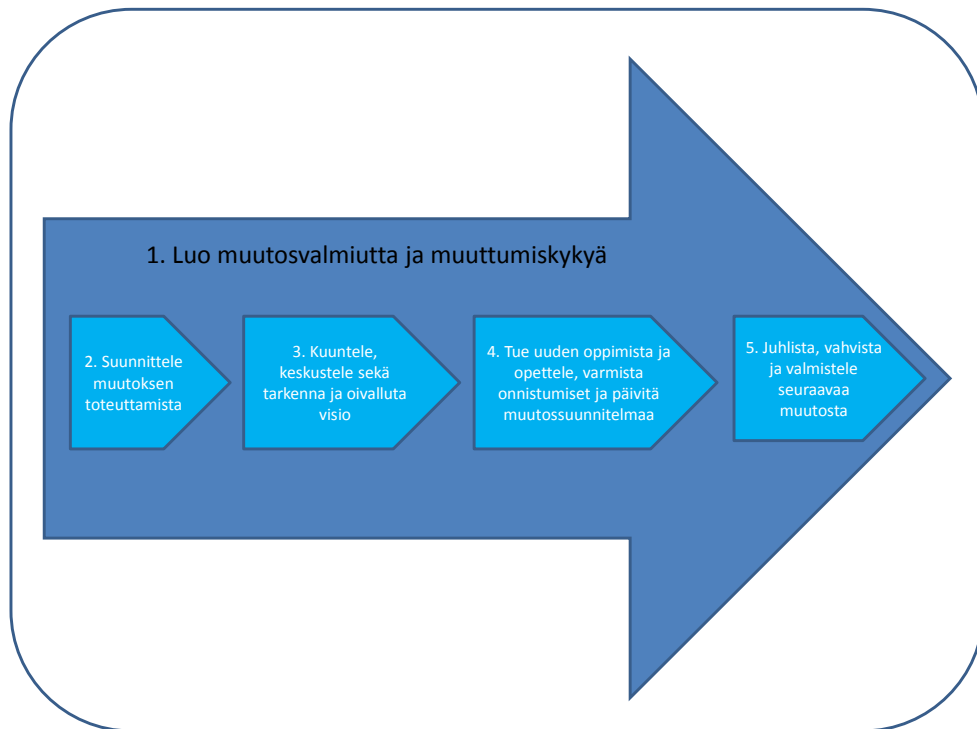 1. Luo muutosvalmiutta ja muuttumiskykyä
2. Suunnittele
muutoksen
toteuttamista
3. Kuuntele,
keskustele sekä
tarkenna ja oivalluta
visio
4. Tue uuden oppimista ja
opettele, varmista
onnistumiset ja päivitä
muutossuunnitelmaa
5. Juhlista, vahvista
ja valmistele
seuraavaa
muutosta